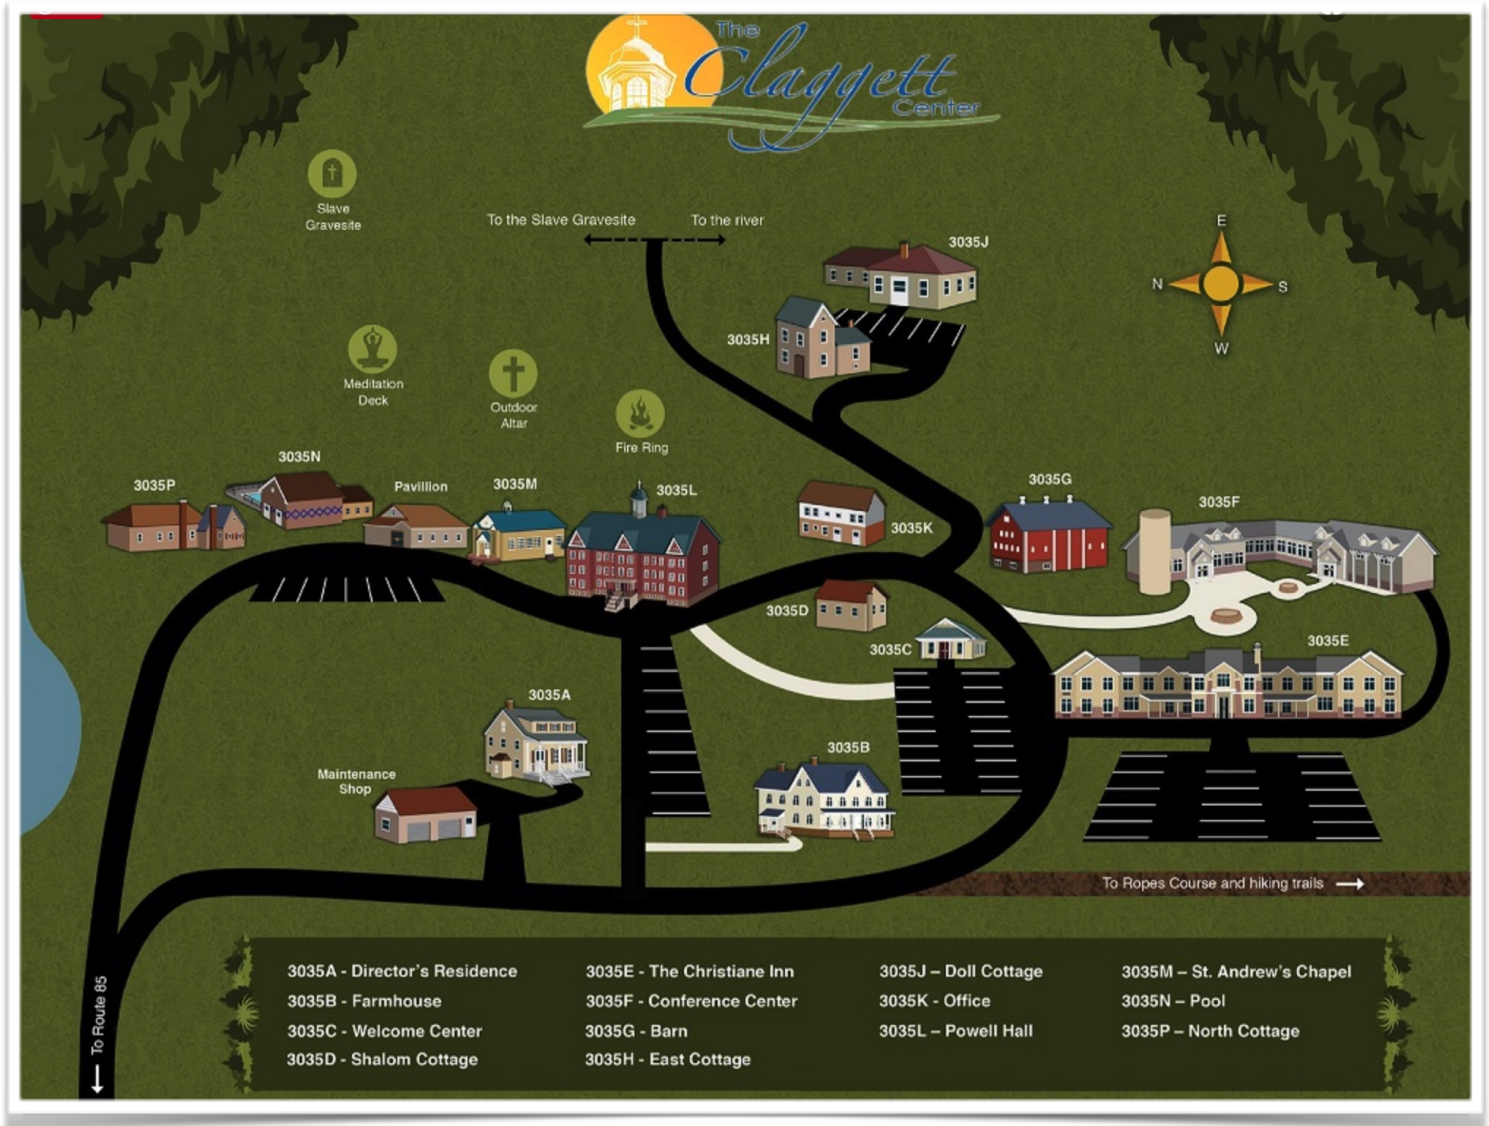 The
Claggett
Center
Slave
Gravesite
To the Slave Gravesite
To the river
3035J
E
N
S
W
3035H
Meditation
Deck
Outdoor
Altar
Fire Ring
3035N
3035P
Pavillion
3035M
3035L
3035K
3035G
3035F
3035D
3035C
3035E
3035A
3035B
Maintenance
Shop
To Ropes Course and hiking trails
To Route 85
3035A - Director's Residence
3035B - Farmhouse
3035C - Welcome Center
3035D - Shalom Cottage
3035E - The Christiane Inn
3035F - Conference Center
3035G - Barn
3035H - East Cottage
3035J – Doll Cottage
3035K - Office
3035L – Powell Hall
3035M – St. Andrew's Chapel
3035N – Pool
3035P – North Cottage